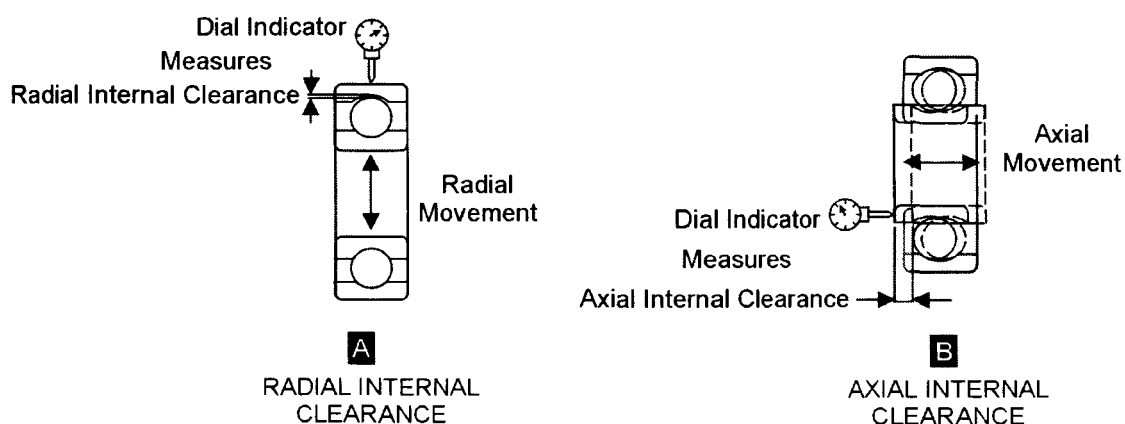 Dial Indicator
Measures
Radial Internal Clearance
Radial
Movement
A
RADIAL INTERNAL
CLEARANCE
Axial
Movement
Dial Indicator
Measures
Axial Internal Clearance
B
AXIAL INTERNAL
CLEARANCE